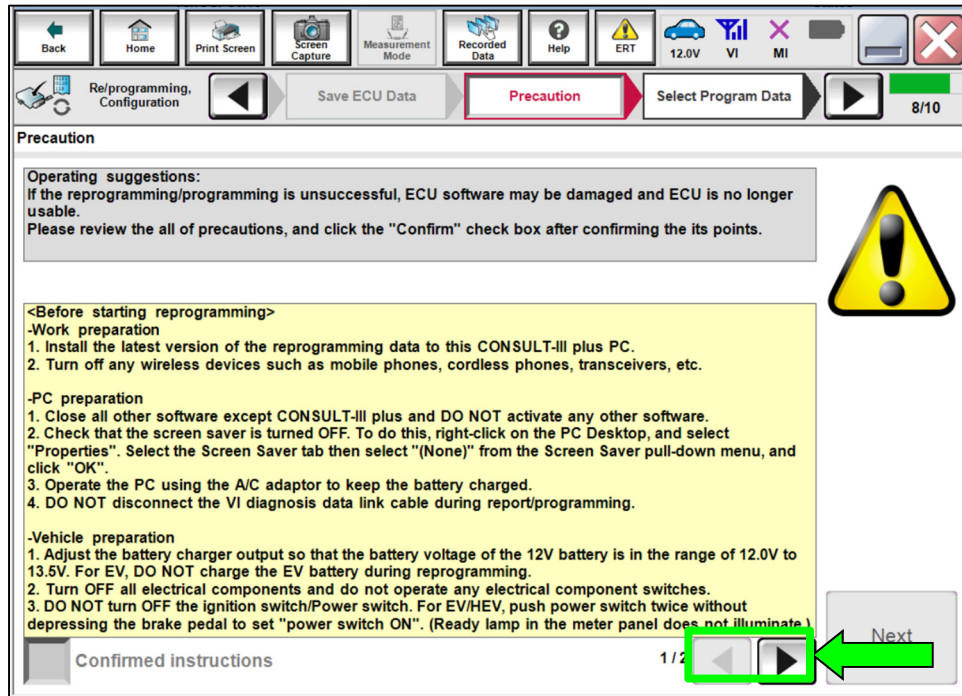 Back
Home
Print Screen
Screen
Capture
Measurement
Mode
Recorded
Data
Help
ERT
12.0V
VI
MI
Re/programming,
Configuration
Save ECU Data
Precaution
Select Program Data
8/10
Precaution
Operating suggestions:
If the reprogramming/programming is unsuccessful, ECU software may be damaged and ECU is no longer
usable.
Please review the all of precautions, and click the "Confirm" check box after confirming the its points.
<Before starting reprogramming>
-Work preparation
1. Install the latest version of the reprogramming data to this CONSULT-III plus PC.
2. Turn off any wireless devices such as mobile phones, cordless phones, transceivers, etc.
-PC preparation
1. Close all other software except CONSULT-III plus and DO NOT activate any other software.
2. Check that the screen saver is turned OFF. To do this, right-click on the PC Desktop, and select
"Properties". Select the Screen Saver tab then select "(None)" from the Screen Saver pull-down menu, and
click "OK".
3. Operate the PC using the A/C adaptor to keep the battery charged.
4. DO NOT disconnect the VI diagnosis data link cable during report/programming.
-Vehicle preparation
1. Adjust the battery charger output so that the battery voltage of the 12V battery is in the range of 12.0V to
13.5V. For EV, DO NOT charge the EV battery during reprogramming.
2. Turn OFF all electrical components and do not operate any electrical component switches.
3. DO NOT turn OFF the ignition switch/Power switch. For EV/HEV, push power switch twice without
depressing the brake pedal to set "power switch ON". (Ready lamp in the meter panel does not illuminate.)
Confirmed instructions
1/2
Next